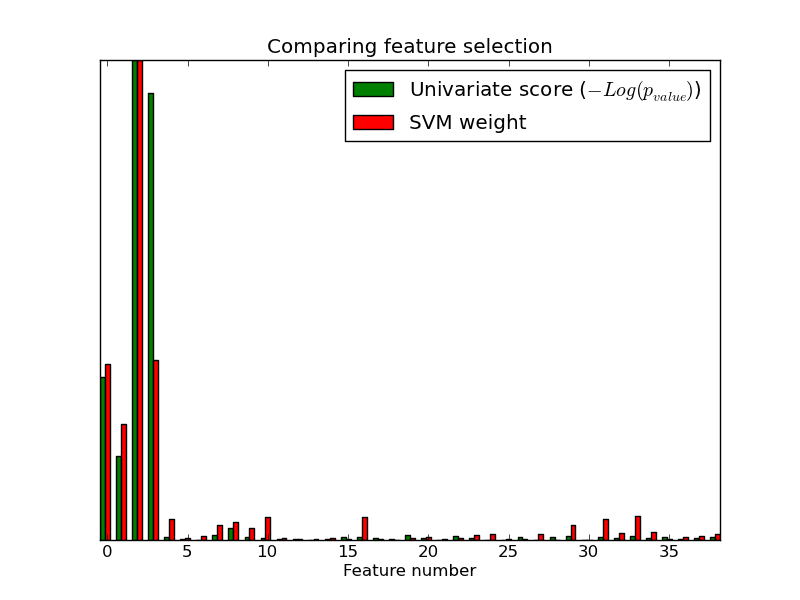 Comparing feature selection
Univariate score (−Log(p_value))
SVM weight
0 5 10 15 20 25 30 35
Feature number